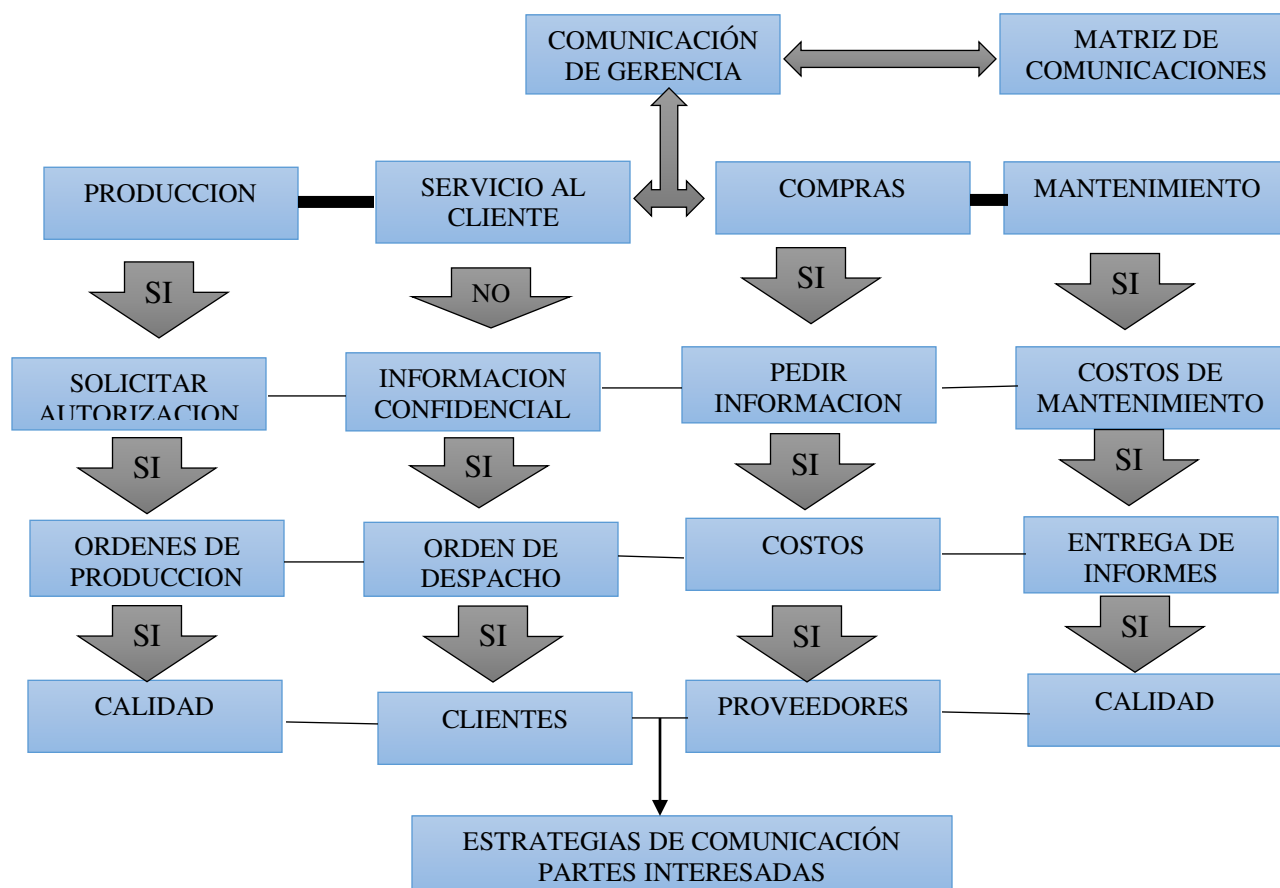 COMUNICACIÓN
DE GERENCIA
MATRIZ DE
COMUNICACIONES
PRODUCCION
SERVICIO AL
CLIENTE
COMPRAS
MANTENIMIENTO
SI
NO
SI
SI
SOLICITAR
AUTORIZACION
INFORMACION
CONFIDENCIAL
PEDIR
INFORMACION
COSTOS DE
MANTENIMIENTO
SI
SI
SI
SI
ORDENES DE
PRODUCCION
ORDEN DE
DESPACHO
COSTOS
ENTREGA DE
INFORMES
SI
SI
SI
SI
CALIDAD
CLIENTES
PROVEEDORES
CALIDAD
ESTRATEGIAS DE COMUNICACIÓN
PARTES INTERESADAS